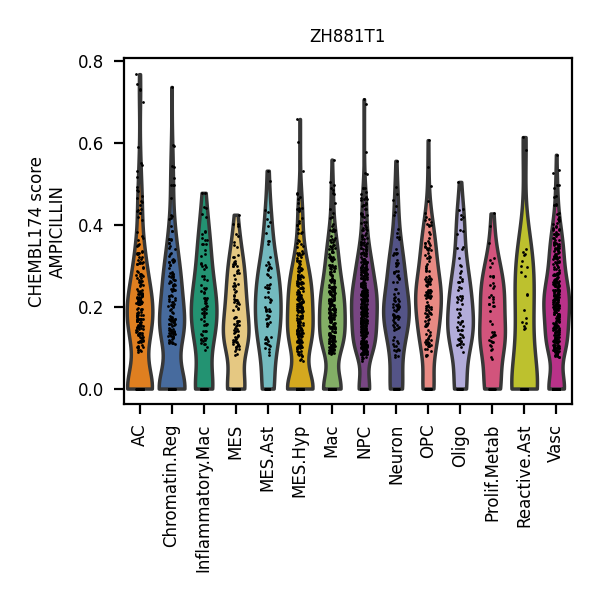 ZH881T1
CHEMBL174 score
AMPICILLIN
0.8
0.6
0.4
0.2
0.0
AC
Chromatin.Reg
Inflammatory.Mac
MES
MES.Ast
MES.Hyp
Mac
NPC
Neuron
OPC
Oligo
Prolif.Metab
Reactive.Ast
Vasc